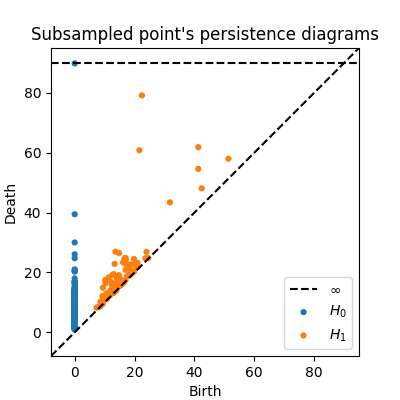 Subsampled point's persistence diagrams
Death
80
60
40
20
0
0 20 40 60 80
Birth
∞
H₀
H₁